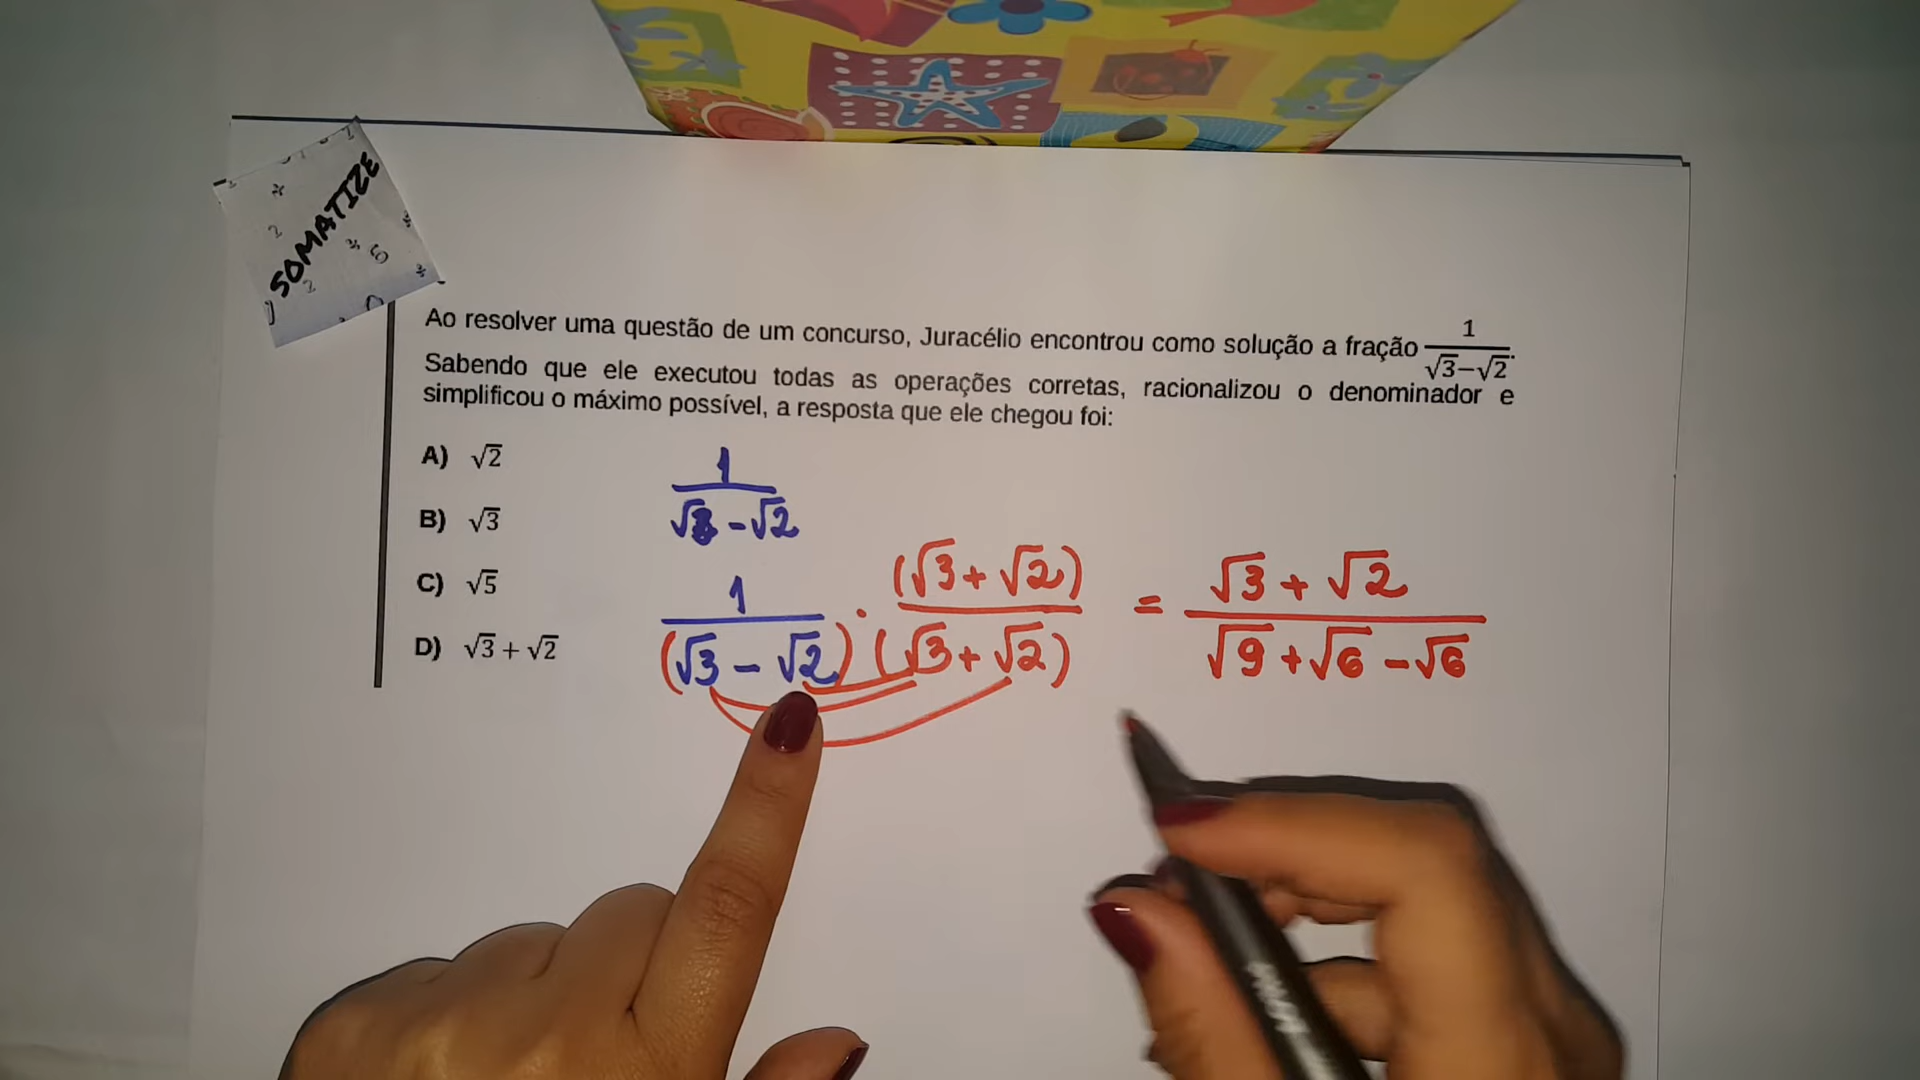 SOMATIZE
Ao resolver uma questão de um concurso, Juracélio encontrou como solução a fração 1/(√3−√2).
Sabendo que ele executou todas as operações corretas, racionalizou o denominador e
simplificou o máximo possível, a resposta que ele chegou foi:
A) √2
B) √3
C) √5
D) √3 + √2
1/(√3 − √2)
1/(√3 − √2) · (√3 + √2)/(√3 + √2) = (√3 + √2)/(√9 + √6 − √6)